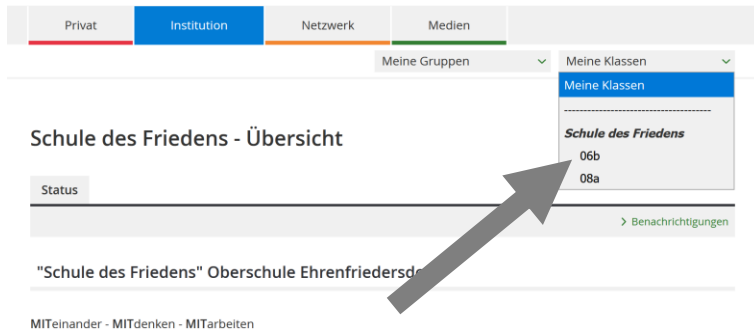 Privat Institution Netzwerk Medien
Meine Gruppen Meine Klassen
Meine Klassen
------------------------------------
Schule des Friedens - Übersicht
Schule des Friedens
06b
08a
Status
Benachrichtigungen
"Schule des Friedens" Oberschule
MITeinander - MITdenken - MITarbeiten